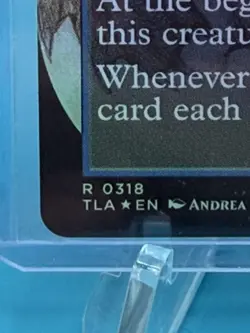 At the beg
this creatu
Whenever
card each
R 0318
TLA★EN ANDREA